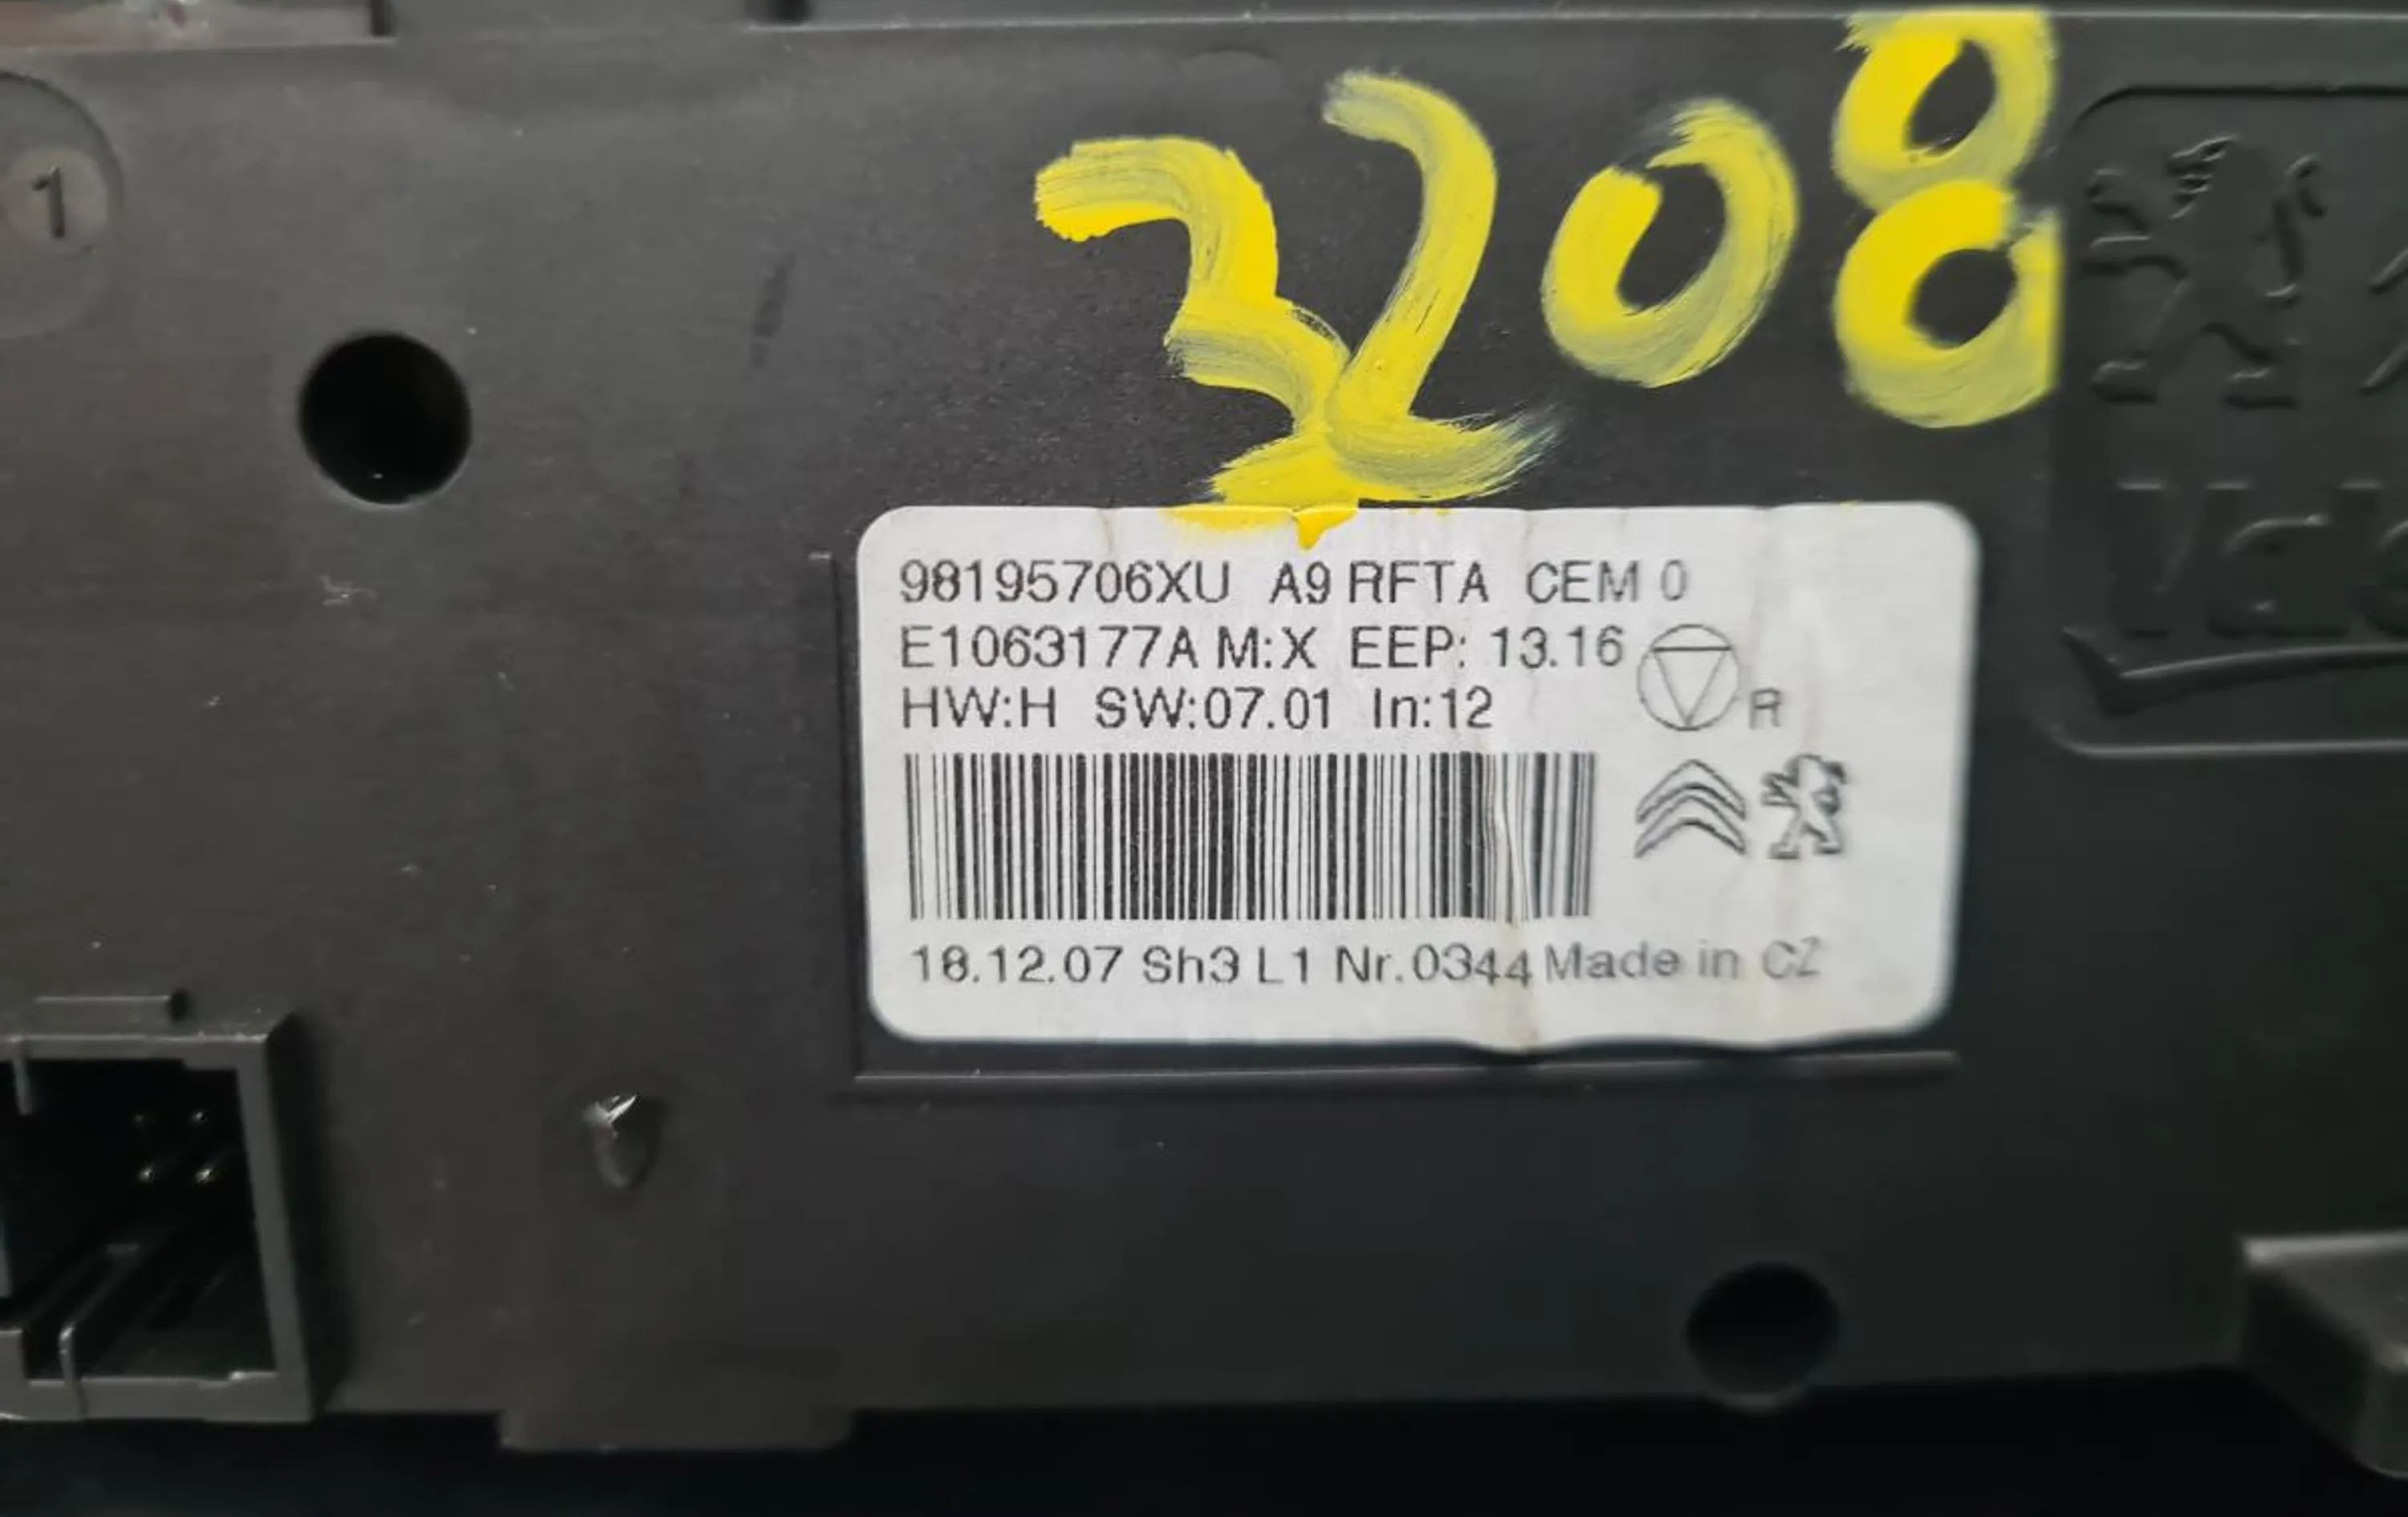 1
3208
98195706XU A9 RFTA CEM 0
E1063177A M:X EEP: 13.16
HW:H SW:07.01 In:12
R
18.12.07 Sh3 L1 Nr.0344 Made in CZ